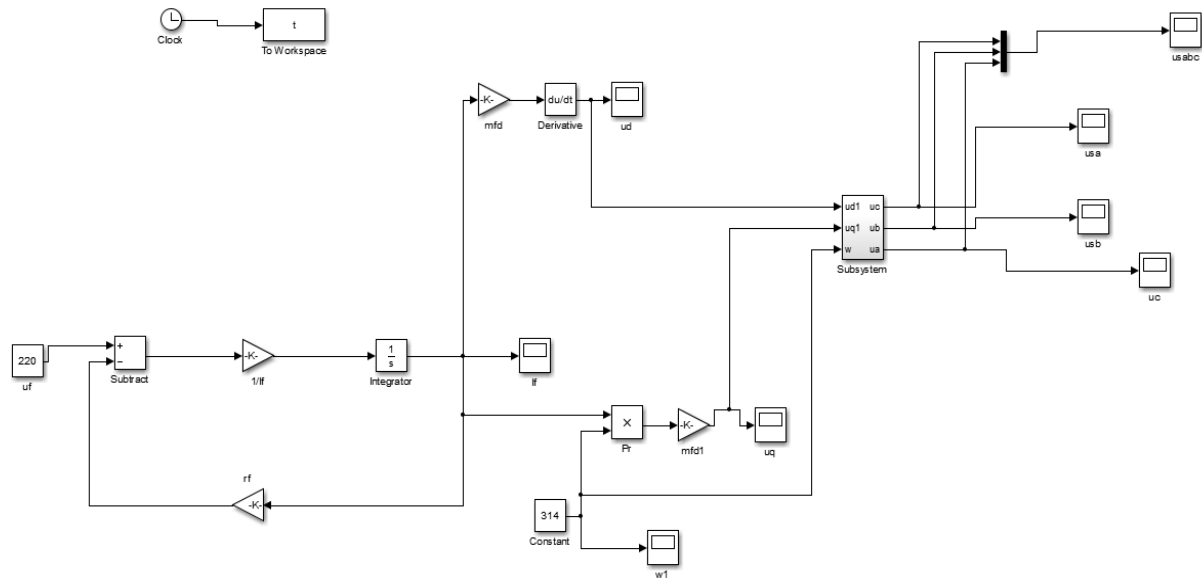 t
Clock
To Workspace
usabc
-K-
mfd
du/dt
Derivative
ud
usa
ud1
uc
uq1
ub
w
ua
Subsystem
usb
uc
220
uf
+
−
Subtract
-K-
1/lf
1
s
Integrator
If
×
Pr
-K-
mfd1
uq
rf
-K-
314
Constant
w1